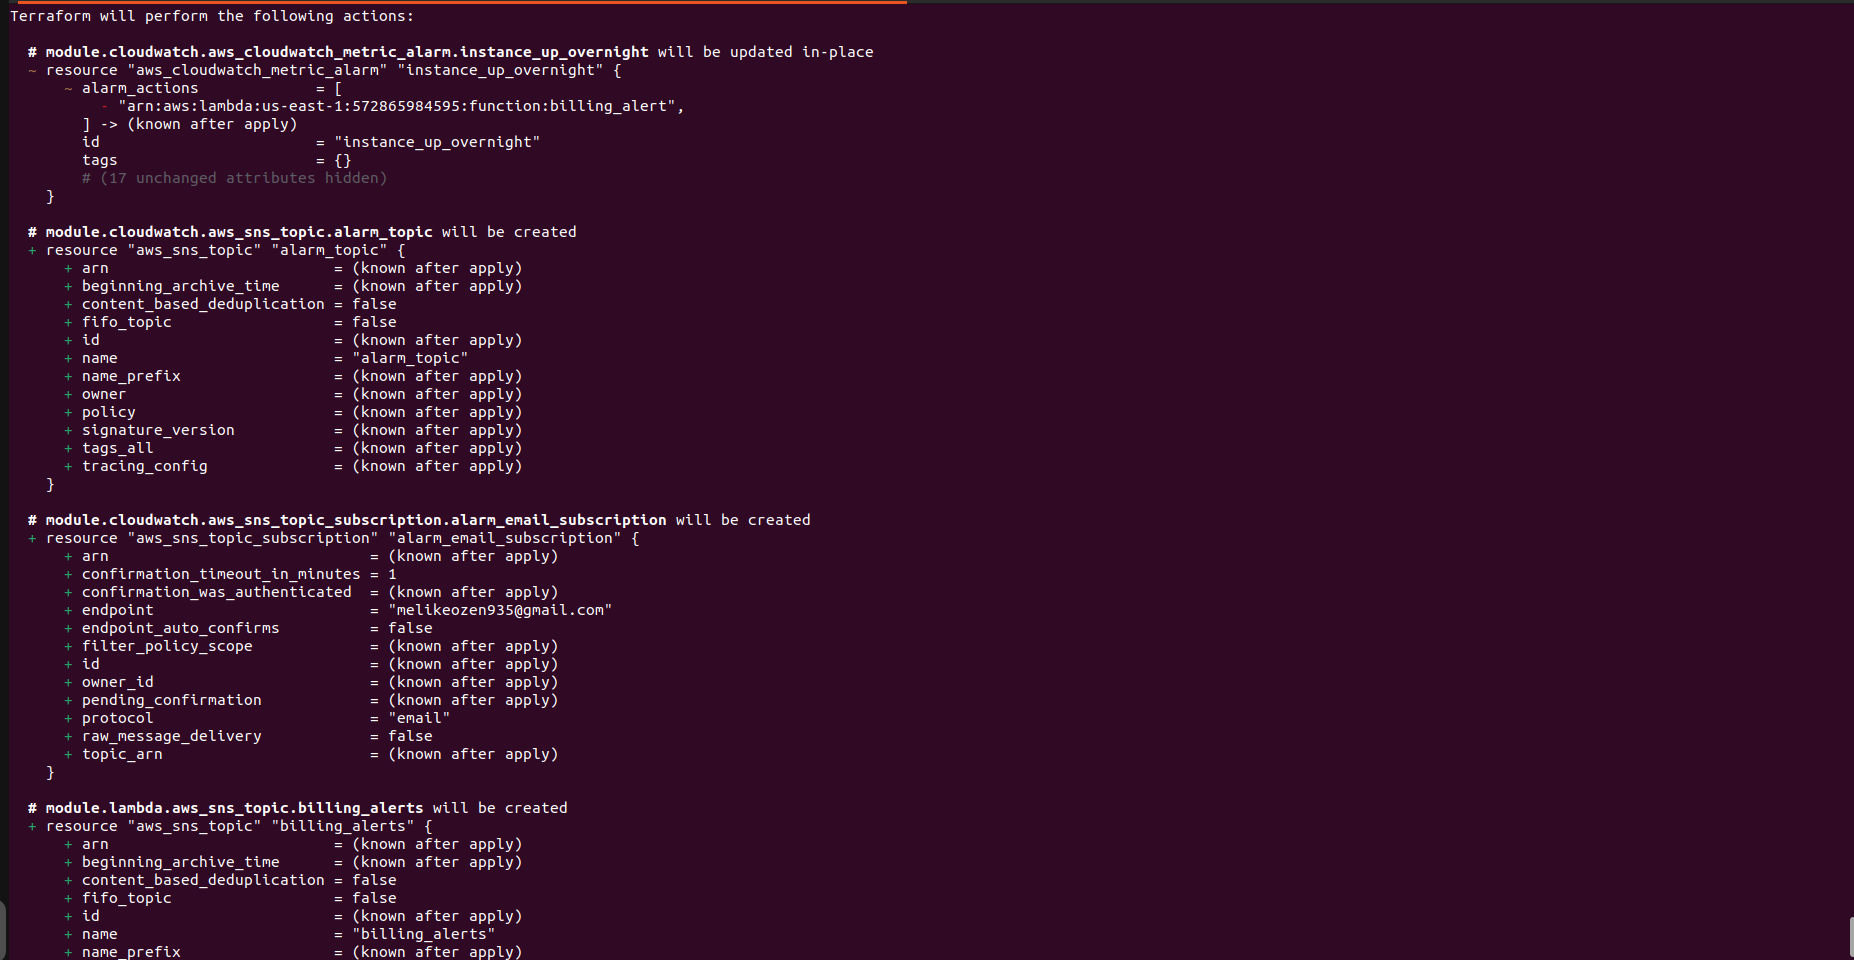 Terraform will perform the following actions:
# module.cloudwatch.aws_cloudwatch_metric_alarm.instance_up_overnight will be updated in-place
~ resource "aws_cloudwatch_metric_alarm" "instance_up_overnight" {
~ alarm_actions = [
- "arn:aws:lambda:us-east-1:572865984595:function:billing_alert",
] -> (known after apply)
id = "instance_up_overnight"
tags = {}
# (17 unchanged attributes hidden)
}
# module.cloudwatch.aws_sns_topic.alarm_topic will be created
+ resource "aws_sns_topic" "alarm_topic" {
+ arn = (known after apply)
+ beginning_archive_time = (known after apply)
+ content_based_deduplication = false
+ fifo_topic = false
+ id = (known after apply)
+ name = "alarm_topic"
+ name_prefix = (known after apply)
+ owner = (known after apply)
+ policy = (known after apply)
+ signature_version = (known after apply)
+ tags_all = (known after apply)
+ tracing_config = (known after apply)
}
# module.cloudwatch.aws_sns_topic_subscription.alarm_email_subscription will be created
+ resource "aws_sns_topic_subscription" "alarm_email_subscription" {
+ arn = (known after apply)
+ confirmation_timeout_in_minutes = 1
+ confirmation_was_authenticated = (known after apply)
+ endpoint = "melikeozen935@gmail.com"
+ endpoint_auto_confirms = false
+ filter_policy_scope = (known after apply)
+ id = (known after apply)
+ owner_id = (known after apply)
+ pending_confirmation = (known after apply)
+ protocol = "email"
+ raw_message_delivery = false
+ topic_arn = (known after apply)
}
# module.lambda.aws_sns_topic.billing_alerts will be created
+ resource "aws_sns_topic" "billing_alerts" {
+ arn = (known after apply)
+ beginning_archive_time = (known after apply)
+ content_based_deduplication = false
+ fifo_topic = false
+ id = (known after apply)
+ name = "billing_alerts"
+ name_prefix = (known after apply)